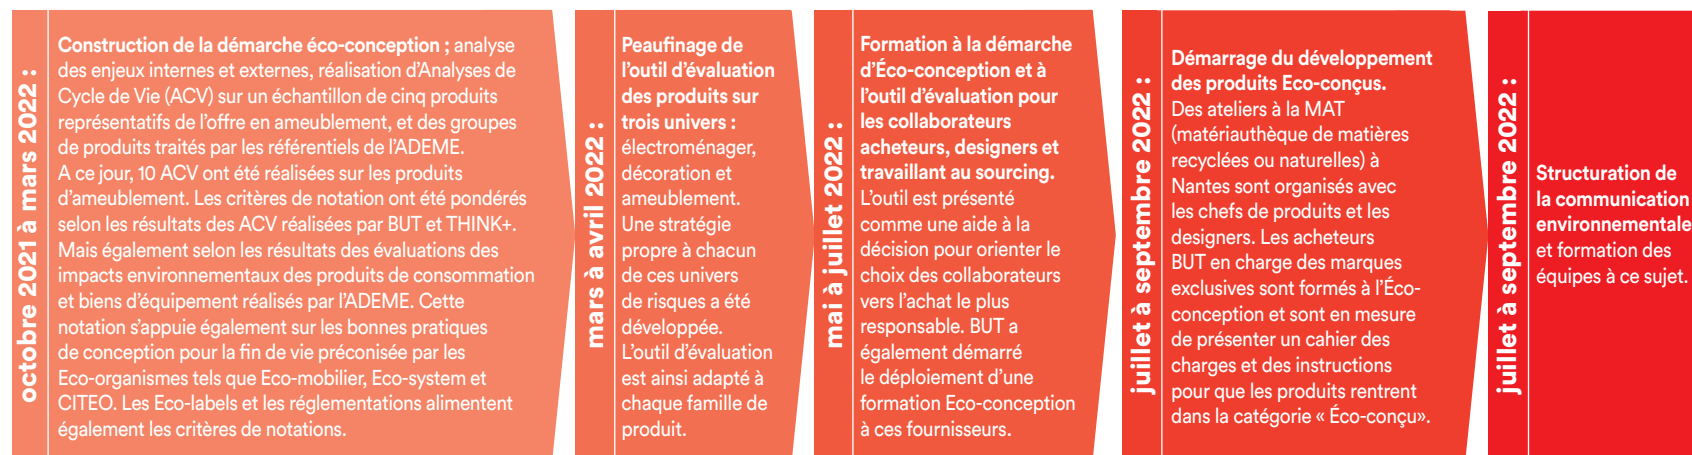 octobre 2021 à mars 2022 :
Construction de la démarche éco-conception ; analyse
des enjeux internes et externes, réalisation d’Analyses de
Cycle de Vie (ACV) sur un échantillon de cinq produits
représentatifs de l’offre en ameublement, et des groupes
de produits traités par les référentiels de l’ADEME.
A ce jour, 10 ACV ont été réalisées sur les produits
d’ameublement. Les critères de notation ont été pondérés
selon les résultats des ACV réalisées par BUT et THINK+.
Mais également selon les résultats des évaluations des
impacts environnementaux des produits de consommation
et biens d’équipement réalisés par l’ADEME. Cette
notation s’appuie également sur les bonnes pratiques
de conception pour la fin de vie préconisée par les
Eco-organismes tels que Eco-mobilier, Eco-system et
CITEO. Les Eco-labels et les réglementations alimentent
également les critères de notations.
mars à avril 2022 :
Peaufinage de
l’outil d’évaluation
des produits sur
trois univers :
électroménager,
décoration et
ameublement.
Une stratégie
propre à chacun
de ces univers
de risques a été
développée.
L’outil d’évaluation
est ainsi adapté à
chaque famille de
produit.
mai à juillet 2022 :
Formation à la démarche
d’Éco-conception et à
l’outil d’évaluation pour
les collaborateurs
acheteurs, designers et
travaillant au sourcing.
L’outil est présenté
comme une aide à la
décision pour orienter le
choix des collaborateurs
vers l’achat le plus
responsable. BUT a
également démarré
le déploiement d’une
formation Eco-conception
à ces fournisseurs.
juillet à septembre 2022 :
Démarrage du développement
des produits Eco-conçus.
Des ateliers à la MAT
(matériauthèque de matières
recyclées ou naturelles) à
Nantes sont organisés avec
les chefs de produits et les
designers. Les acheteurs
BUT en charge des marques
exclusives sont formés à l’Éco-
conception et sont en mesure
de présenter un cahier des
charges et des instructions
pour que les produits rentrent
dans la catégorie « Éco-conçu».
juillet à septembre 2022 :
Structuration de
la communication
environnementale
et formation des
équipes à ce sujet.